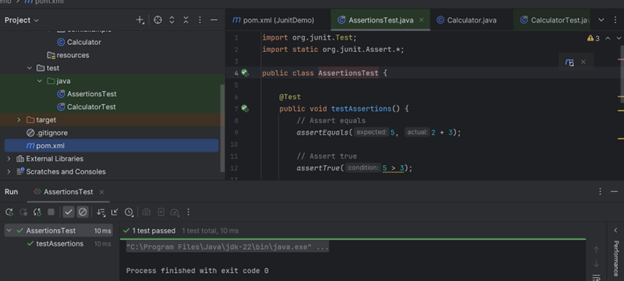 pom.xml
Project
pom.xml (JunitDemo)
AssertionsTest.java
Calculator.java
CalculatorTest.java
Calculator
resources
test
java
AssertionsTest
CalculatorTest
target
.gitignore
pom.xml
External Libraries
Scratches and Consoles
1 import org.junit.Test;
2 import static org.junit.Assert.*;
3
4 public class AssertionsTest {
5
6 @Test
7 public void testAssertions() {
8 // Assert equals
9 assertEquals( expected: 5, actual: 2 + 3);
10
11 // Assert true
12 assertTrue( condition: 5 > 3);
3
Run
AssertionsTest
AssertionsTest 10 ms
testAssertions 10 ms
1 test passed 1 test total, 10 ms
"C:\Program Files\Java\jdk-22\bin\java.exe" ...
Process finished with exit code 0
Performance